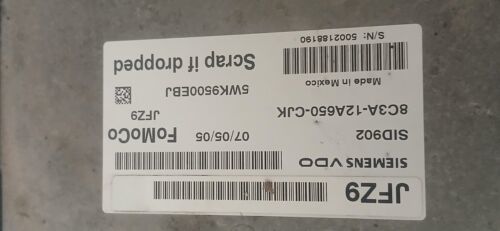 JFZ9
SIEMENS VDO
SID902 07/05/05 FoMoCo
8C3A-12A650-CJK JFZ9
Made in Mexico 5WK9500EBJ
S/N: 5002188190 Scrap if dropped